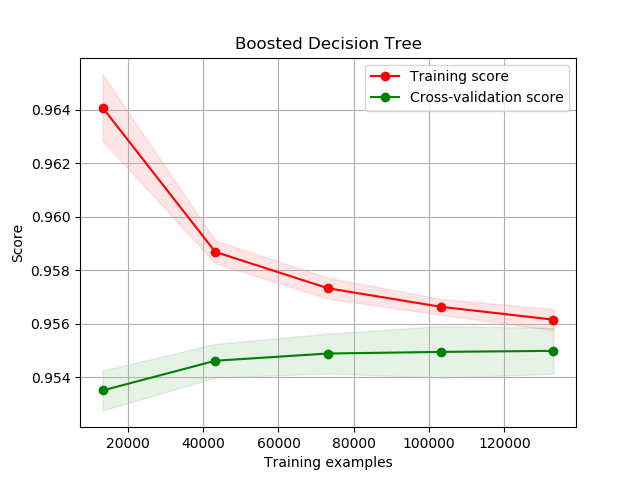 Boosted Decision Tree
Training score
Cross-validation score
Score
0.964
0.962
0.960
0.958
0.956
0.954
20000
40000
60000
80000
100000
120000
Training examples